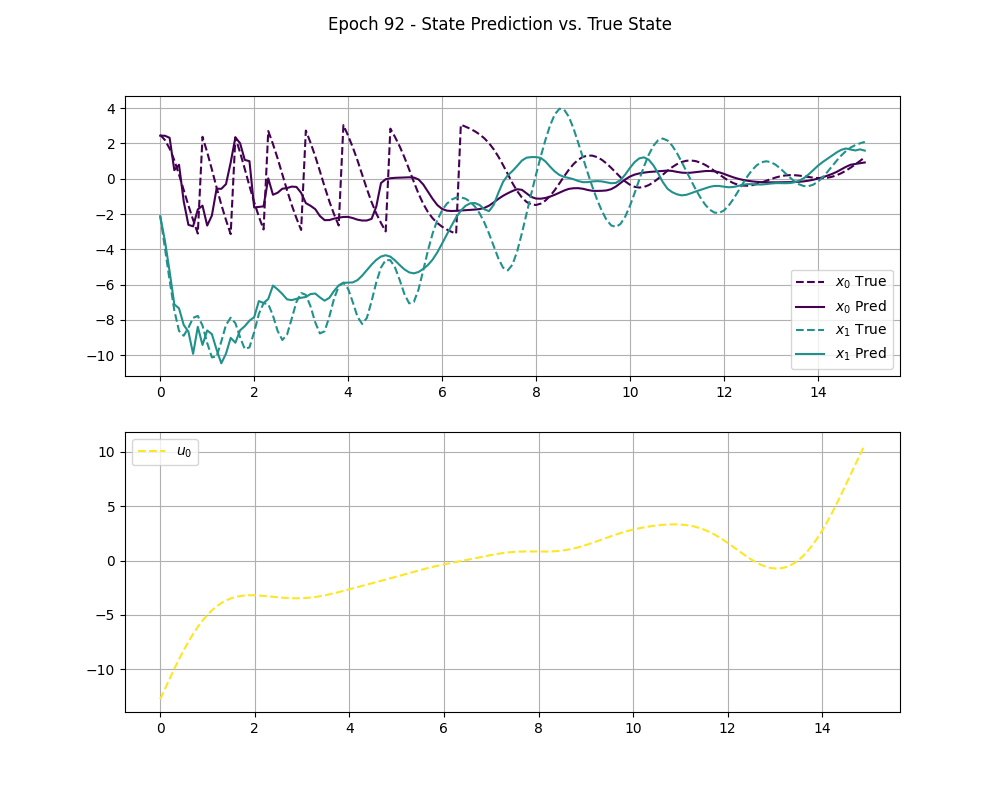 Epoch 92 - State Prediction vs. True State
4
2
0
−2
−4
−6
−8
−10
x₀ True
x₀ Pred
x₁ True
x₁ Pred
0 2 4 6 8 10 12 14
10
5
0
−5
−10
u₀
0 2 4 6 8 10 12 14